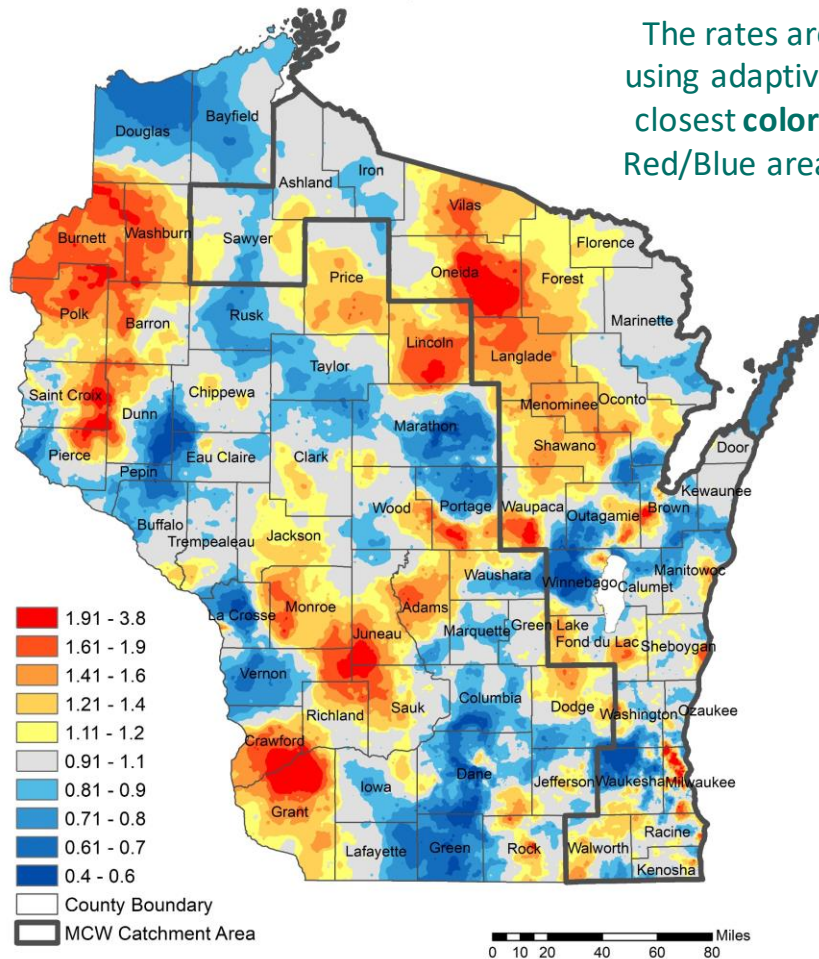 The rates are
using adaptiv
closest color
Red/Blue area
Douglas
Bayfield
Ashland
Iron
Vilas
Florence
Burnett
Washburn
Sawyer
Price
Oneida
Forest
Marinette
Polk
Barron
Rusk
Lincoln
Langlade
Taylor
Saint Croix
Chippewa
Menominee
Oconto
Dunn
Marathon
Shawano
Pierce
Eau Claire
Clark
Door
Pepin
Kewaunee
Buffalo
Wood
Portage
Waupaca
Outagamie
Brown
Trempealeau
Jackson
Waushara
Winnebago
Calumet
Manitowoc
La Crosse
Monroe
Adams
Juneau
Marquette
Green Lake
Fond du Lac
Sheboygan
Vernon
Columbia
Sauk
Richland
Dodge
Washington
Ozaukee
Crawford
Dane
Iowa
Jefferson
Waukesha
Milwaukee
Grant
Lafayette
Green
Rock
Walworth
Racine
Kenosha
1.91 - 3.8
1.61 - 1.9
1.41 - 1.6
1.21 - 1.4
1.11 - 1.2
0.91 - 1.1
0.81 - 0.9
0.71 - 0.8
0.61 - 0.7
0.4 - 0.6
County Boundary
MCW Catchment Area
Miles
0 10 20 40 60 80